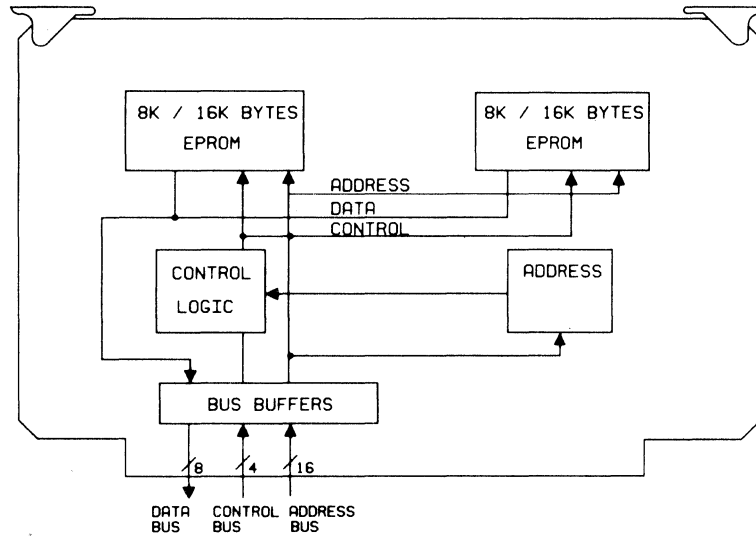 8K / 16K BYTES
EPROM
8K / 16K BYTES
EPROM
ADDRESS
DATA
CONTROL
CONTROL
LOGIC
ADDRESS
BUS BUFFERS
8
4
16
DATA
BUS
CONTROL
BUS
ADDRESS
BUS